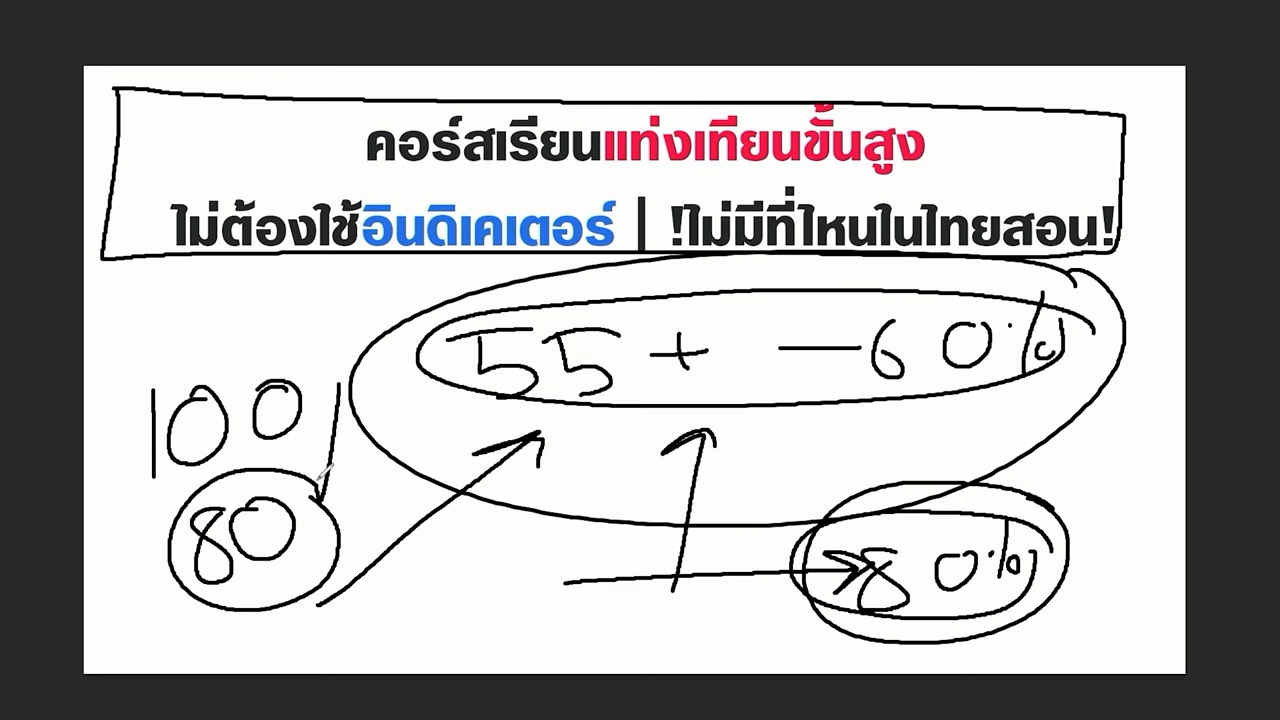 คอร์สเรียนแท่งเทียนขั้นสูง
ไม่ต้องใช้อินดิเคเตอร์ | !ไม่มีที่ไหนในไทยสอน!
55 + - 60%
100
80
80%